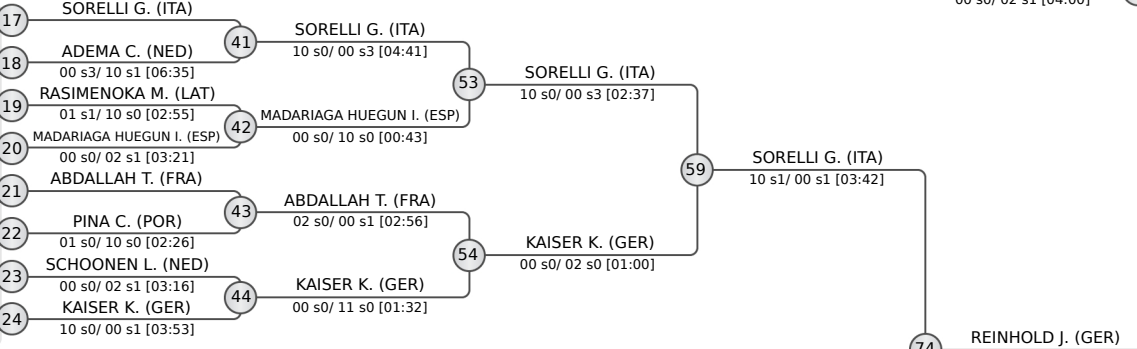 00 s0/ 02 s1 [04:00]
17
SORELLI G. (ITA)
41
SORELLI G. (ITA)
10 s0/ 00 s3 [04:41]
18
ADEMA C. (NED)
00 s3/ 10 s1 [06:35]
53
SORELLI G. (ITA)
10 s0/ 00 s3 [02:37]
19
RASIMENOKA M. (LAT)
01 s1/ 10 s0 [02:55]
42
MADARIAGA HUEGUN I. (ESP)
00 s0/ 10 s0 [00:43]
20
MADARIAGA HUEGUN I. (ESP)
00 s0/ 02 s1 [03:21]
59
SORELLI G. (ITA)
10 s1/ 00 s1 [03:42]
21
ABDALLAH T. (FRA)
43
ABDALLAH T. (FRA)
02 s0/ 00 s1 [02:56]
22
PINA C. (POR)
01 s0/ 10 s0 [02:26]
54
KAISER K. (GER)
00 s0/ 02 s0 [01:00]
23
SCHOONEN L. (NED)
00 s0/ 02 s1 [03:16]
44
KAISER K. (GER)
00 s0/ 11 s0 [01:32]
24
KAISER K. (GER)
10 s0/ 00 s1 [03:53]
74
REINHOLD J. (GER)